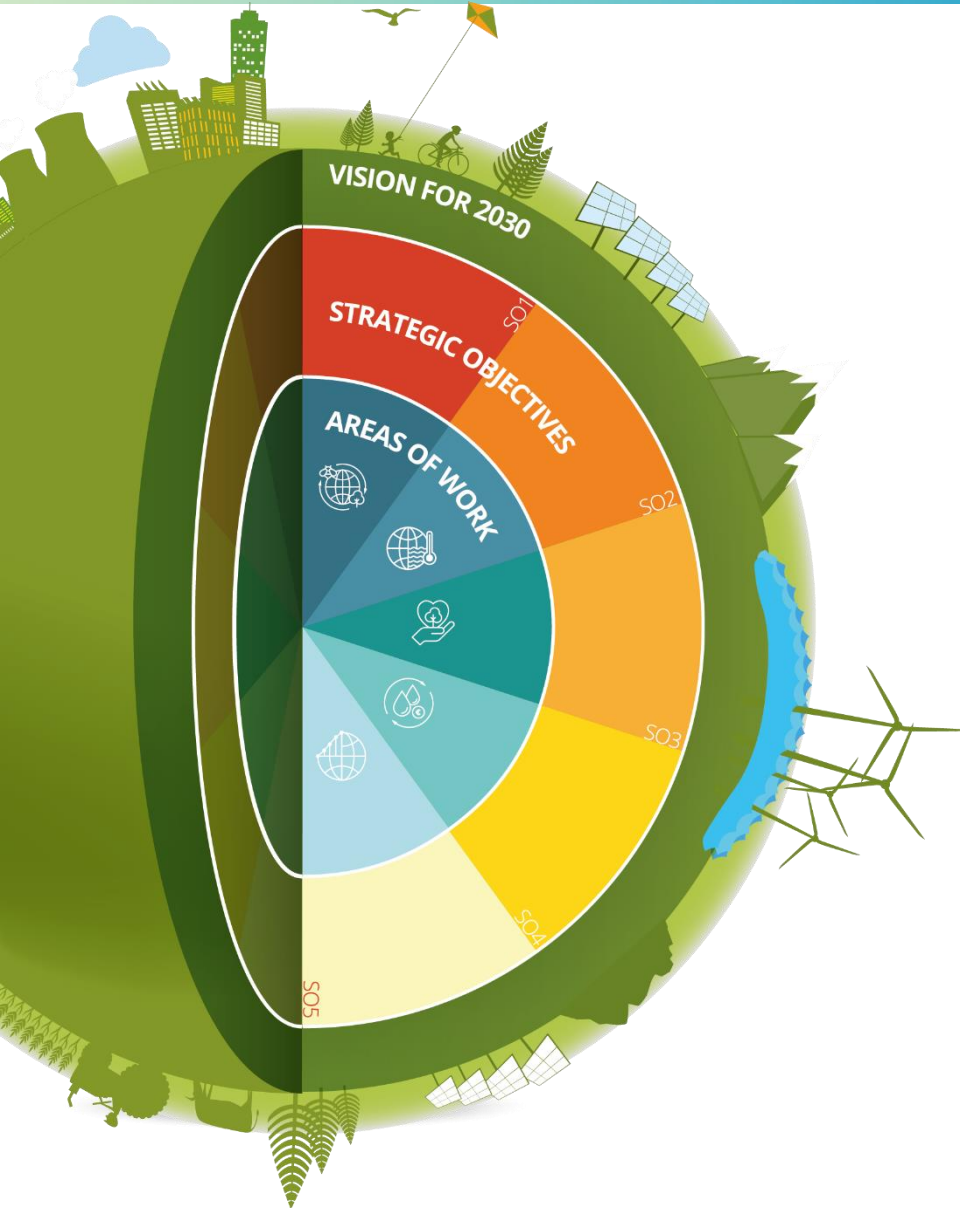 VISION FOR 2030
STRATEGIC OBJECTIVES
AREAS OF WORK
SO1
SO2
SO3
SO4
SO5